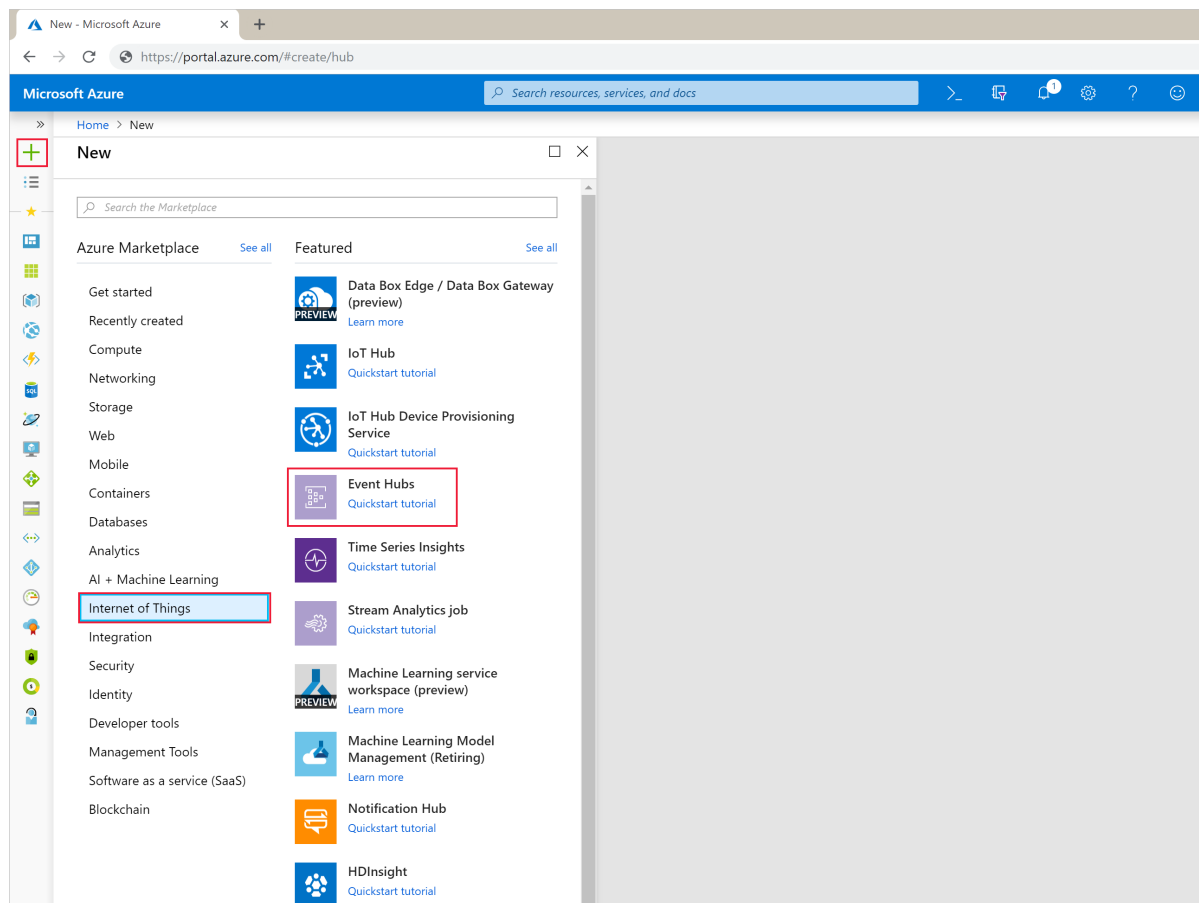 New - Microsoft Azure
https://portal.azure.com/#create/hub
Microsoft Azure
Search resources, services, and docs
1
Home > New
New
Search the Marketplace
Azure Marketplace
See all
Get started
Recently created
Compute
Networking
Storage
Web
Mobile
Containers
Databases
Analytics
AI + Machine Learning
Internet of Things
Integration
Security
Identity
Developer tools
Management Tools
Software as a service (SaaS)
Blockchain
Featured
See all
Data Box Edge / Data Box Gateway
(preview)
PREVIEW
Learn more
IoT Hub
Quickstart tutorial
IoT Hub Device Provisioning
Service
Quickstart tutorial
Event Hubs
Quickstart tutorial
Time Series Insights
Quickstart tutorial
Stream Analytics job
Quickstart tutorial
Machine Learning service
workspace (preview)
PREVIEW
Learn more
Machine Learning Model
Management (Retiring)
Learn more
Notification Hub
Quickstart tutorial
HDInsight
Quickstart tutorial
SQL